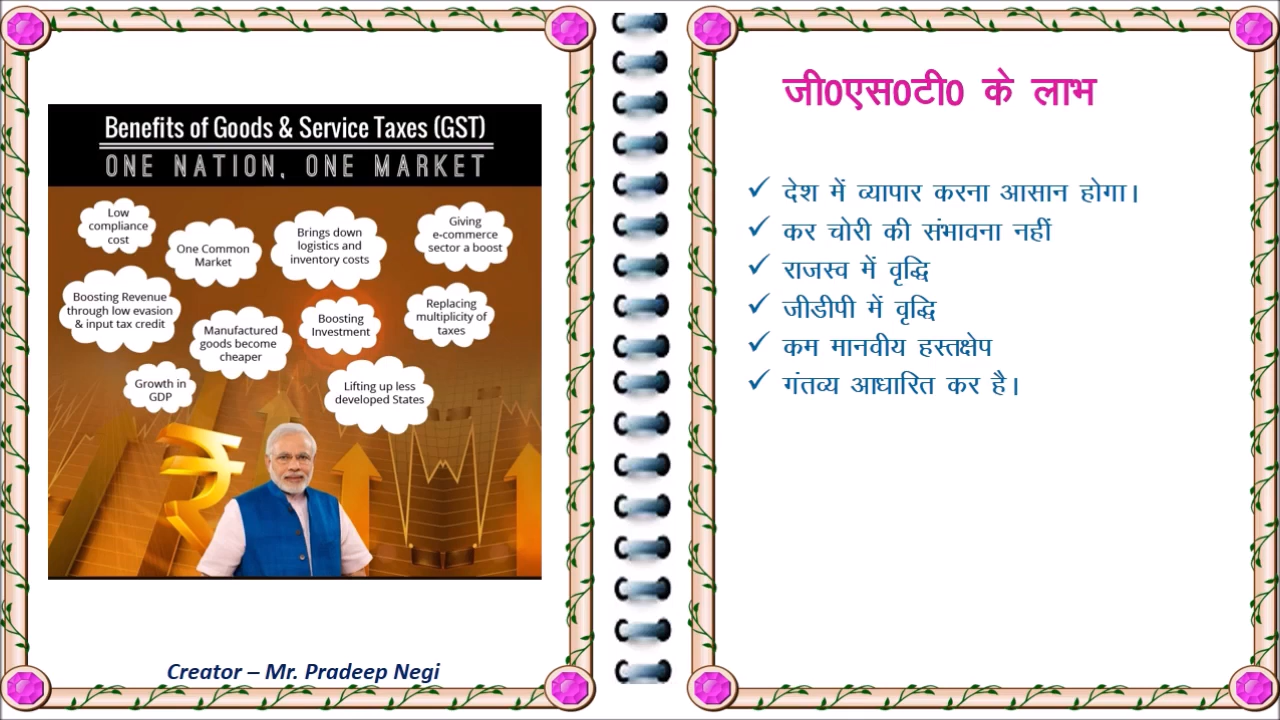 Benefits of Goods & Service Taxes (GST)
ONE NATION, ONE MARKET
Low
compliance
cost
One Common
Market
Brings down
logistics and
inventory costs
Giving
e-commerce
sector a boost
Boosting Revenue
through low evasion
& input tax credit
Manufactured
goods become
cheaper
Boosting
Investment
Replacing
multiplicity of
taxes
Growth in
GDP
Lifting up less
developed States
₹
Creator – Mr. Pradeep Negi
जी0एस0टी0 के लाभ
✓ देश में व्यापार करना आसान होगा।
✓ कर चोरी की संभावना नहीं
✓ राजस्व में वृद्धि
✓ जीडीपी में वृद्धि
✓ कम मानवीय हस्तक्षेप
✓ गंतव्य आधारित कर है।